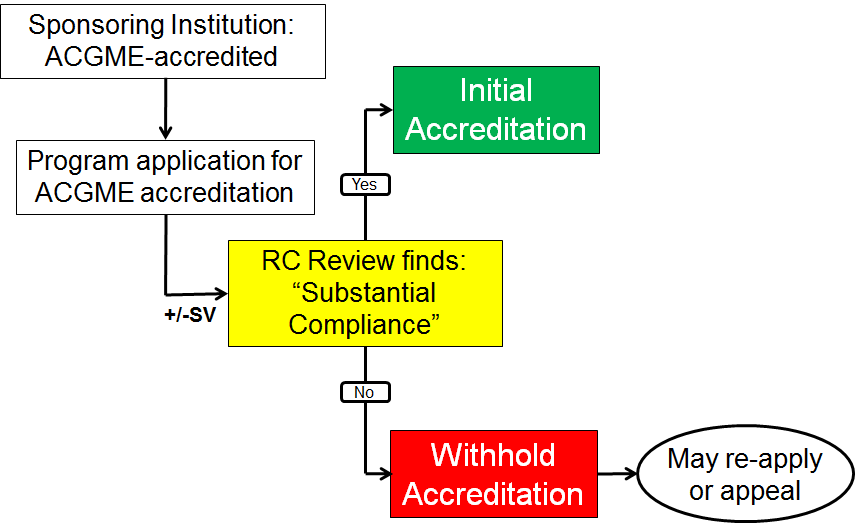 Sponsoring Institution:
ACGME-accredited
Program application for
ACGME accreditation
+/-SV
RC Review finds:
“Substantial
Compliance”
Yes
Initial
Accreditation
No
Withhold
Accreditation
May re-apply
or appeal